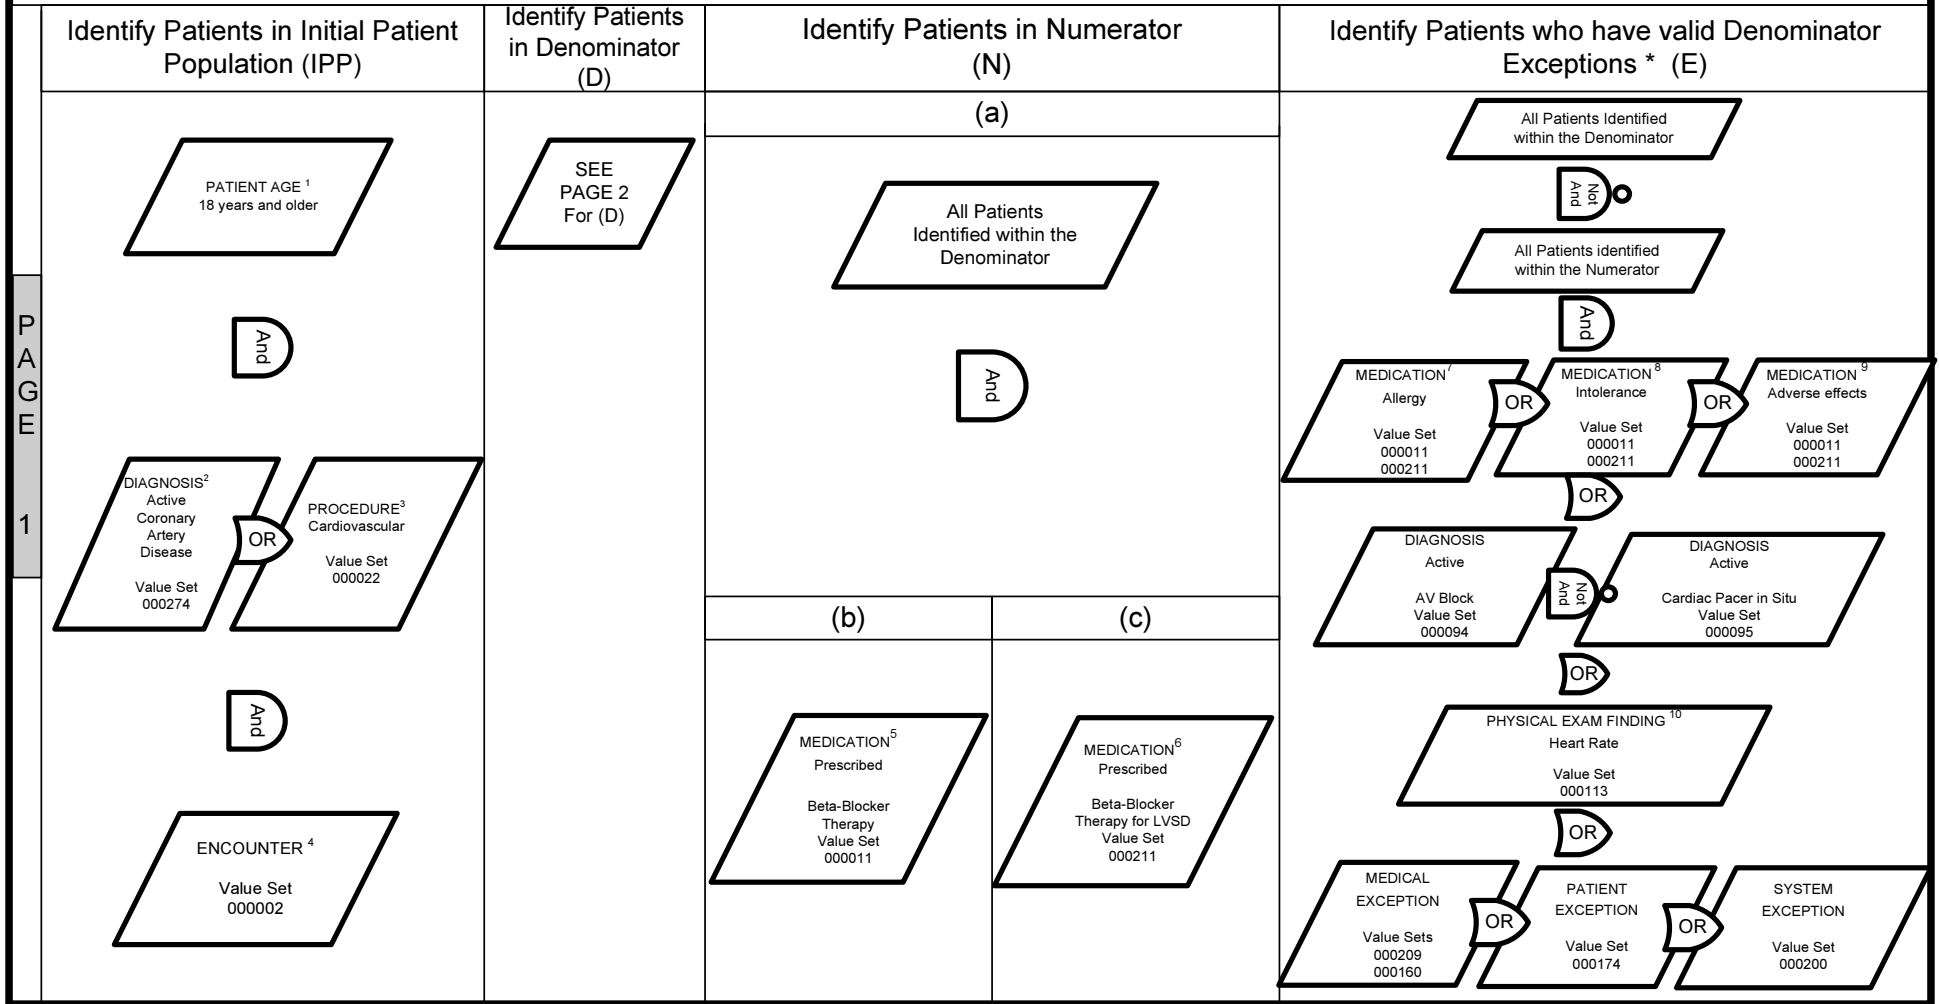 Identify Patients in Initial Patient
Population (IPP)
Identify Patients
in Denominator
(D)
Identify Patients in Numerator
(N)
Identify Patients who have valid Denominator
Exceptions * (E)
PAGE 1
PATIENT AGE 1
18 years and older
And
DIAGNOSIS2
Active
Coronary
Artery
Disease
Value Set
000274
OR
PROCEDURE3
Cardiovascular
Value Set
000022
And
ENCOUNTER 4
Value Set
000002
SEE
PAGE 2
For (D)
(a)
All Patients
Identified within the
Denominator
And
(b)
MEDICATION5
Prescribed
Beta-Blocker
Therapy
Value Set
000011
(c)
MEDICATION6
Prescribed
Beta-Blocker
Therapy for LVSD
Value Set
000211
All Patients Identified
within the Denominator
Not
And
All Patients identified
within the Numerator
And
MEDICATION7
Allergy
Value Set
000011
000211
OR
MEDICATION 8
Intolerance
Value Set
000011
000211
OR
MEDICATION 9
Adverse effects
Value Set
000011
000211
OR
DIAGNOSIS
Active
AV Block
Value Set
000094
Not
And
DIAGNOSIS
Active
Cardiac Pacer in Situ
Value Set
000095
OR
PHYSICAL EXAM FINDING 10
Heart Rate
Value Set
000113
OR
MEDICAL
EXCEPTION
Value Sets
000209
000160
OR
PATIENT
EXCEPTION
Value Set
000174
OR
SYSTEM
EXCEPTION
Value Set
000200